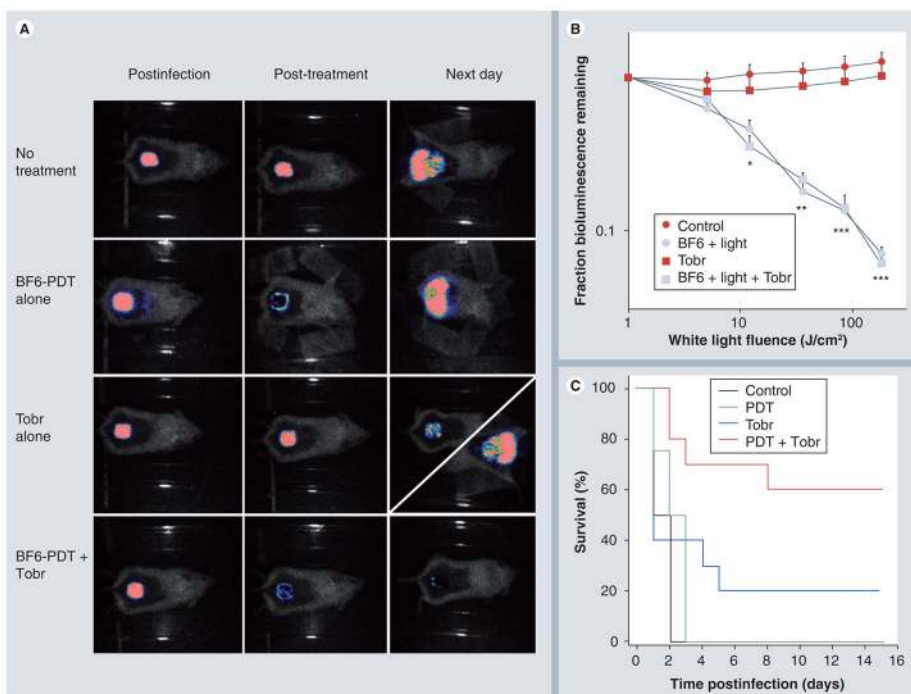 A
Postinfection Post-treatment Next day
No
treatment
BF6-PDT
alone
Tobr
alone
BF6-PDT +
Tobr
B
Fraction bioluminescence remaining
0.1
Control
BF6 + light
Tobr
BF6 + light + Tobr
*
**
***
***
1 10 100
White light fluence (J/cm²)
C
Survival (%)
100
80
60
40
20
0
Control
PDT
Tobr
PDT + Tobr
0 2 4 6 8 10 12 14 16
Time postinfection (days)